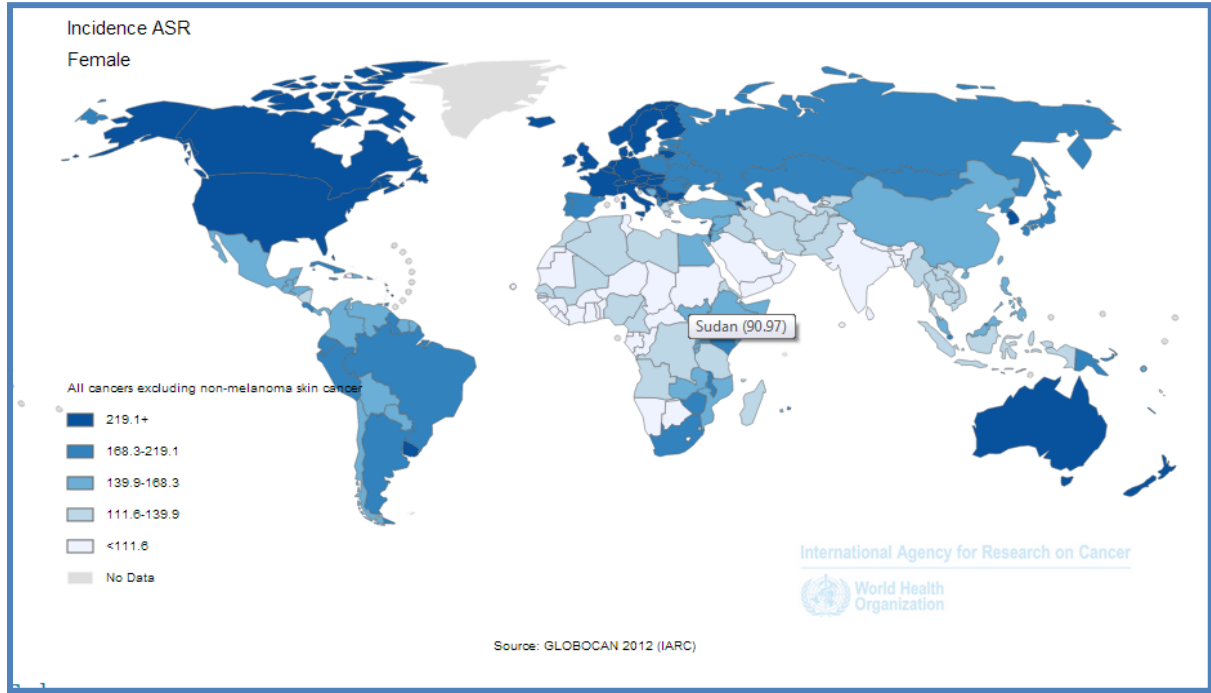 Incidence ASR
Female
Sudan (90.97)
All cancers excluding non-melanoma skin cancer
219.1+
168.3-219.1
139.9-168.3
111.6-139.9
<111.6
No Data
International Agency for Research on Cancer
World Health
Organization
Source: GLOBOCAN 2012 (IARC)